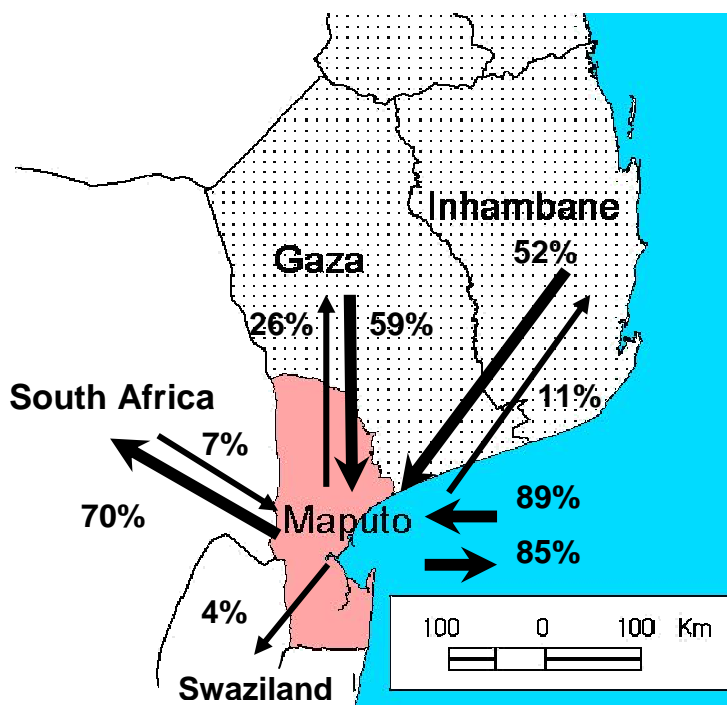 Inhambane
52%
Gaza
26%
59%
South Africa
11%
7%
70%
Maputo
89%
85%
4%
100 0 100 Km
Swaziland